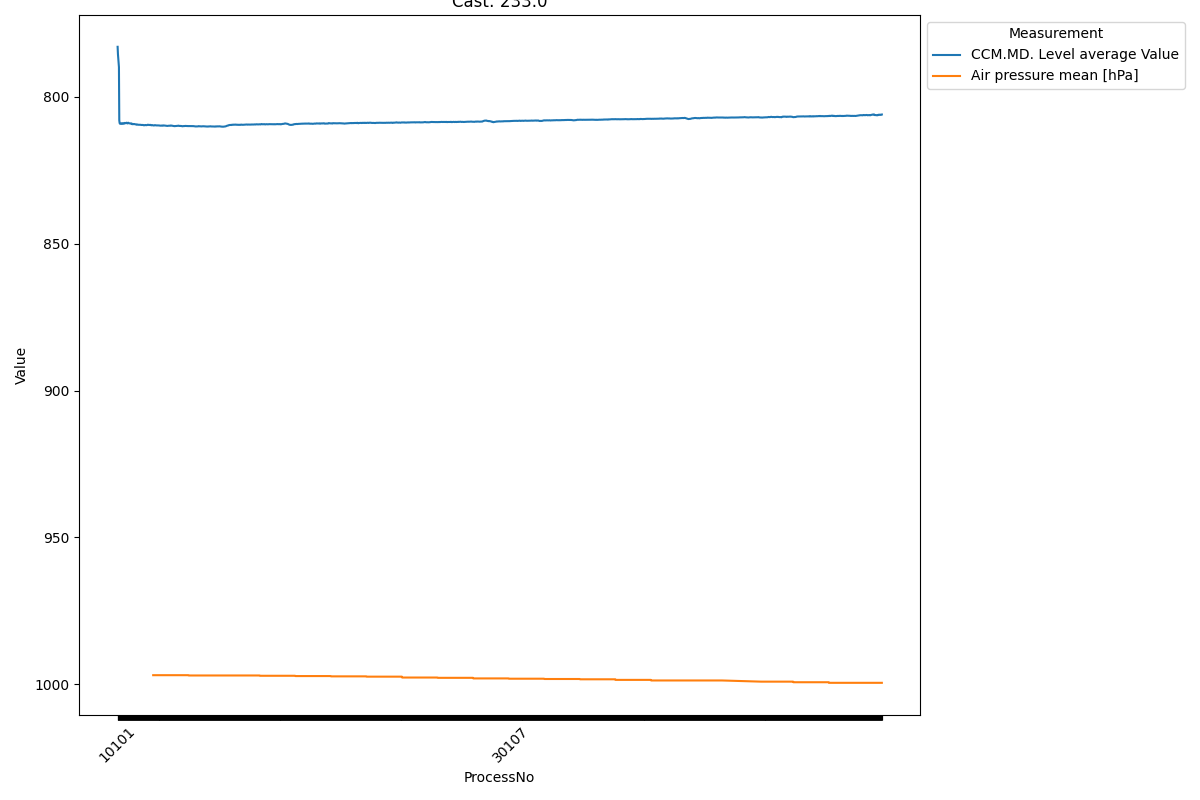 Cast: 233.0
Measurement
CCM.MD. Level average Value
Air pressure mean [hPa]
800
850
900
950
1000
Value
10101
30107
ProcessNo